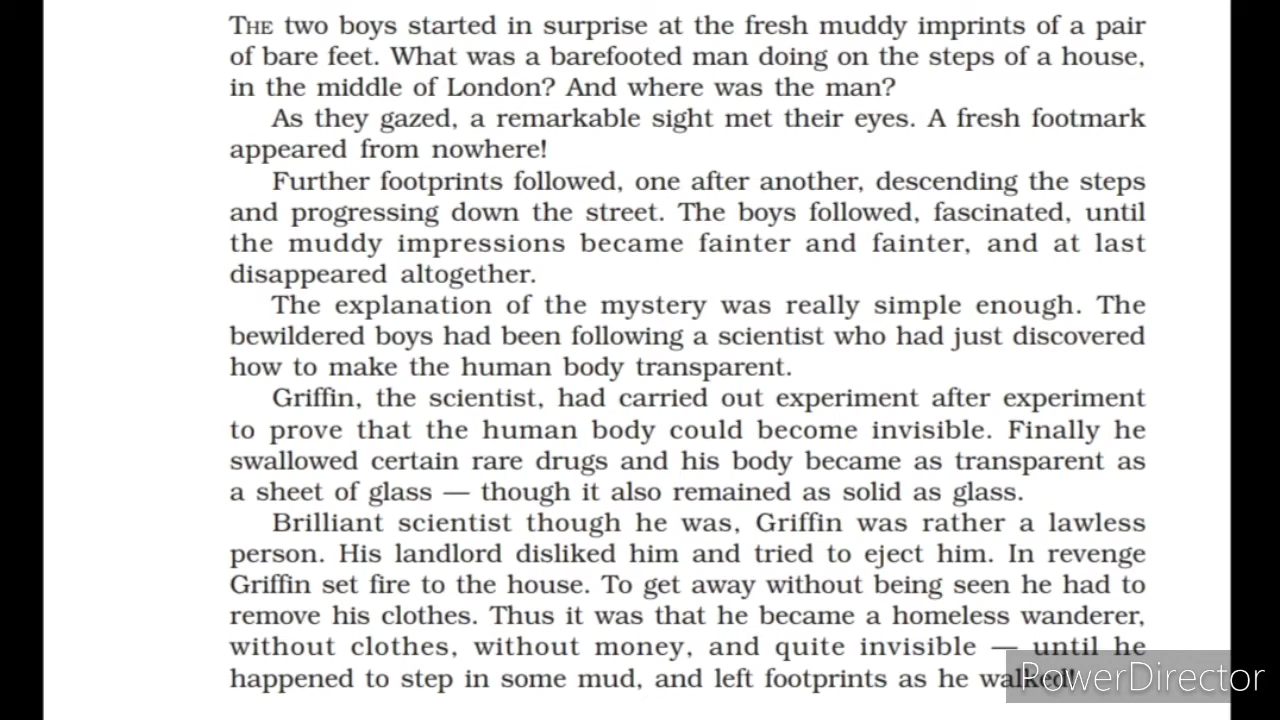 THE two boys started in surprise at the fresh muddy imprints of a pair
of bare feet. What was a barefooted man doing on the steps of a house,
in the middle of London? And where was the man?
As they gazed, a remarkable sight met their eyes. A fresh footmark
appeared from nowhere!
Further footprints followed, one after another, descending the steps
and progressing down the street. The boys followed, fascinated, until
the muddy impressions became fainter and fainter, and at last
disappeared altogether.
The explanation of the mystery was really simple enough. The
bewildered boys had been following a scientist who had just discovered
how to make the human body transparent.
Griffin, the scientist, had carried out experiment after experiment
to prove that the human body could become invisible. Finally he
swallowed certain rare drugs and his body became as transparent as
a sheet of glass — though it also remained as solid as glass.
Brilliant scientist though he was, Griffin was rather a lawless
person. His landlord disliked him and tried to eject him. In revenge
Griffin set fire to the house. To get away without being seen he had to
remove his clothes. Thus it was that he became a homeless wanderer,
without clothes, without money, and quite invisible — until he
happened to step in some mud, and left footprints as he walked!
PowerDirector